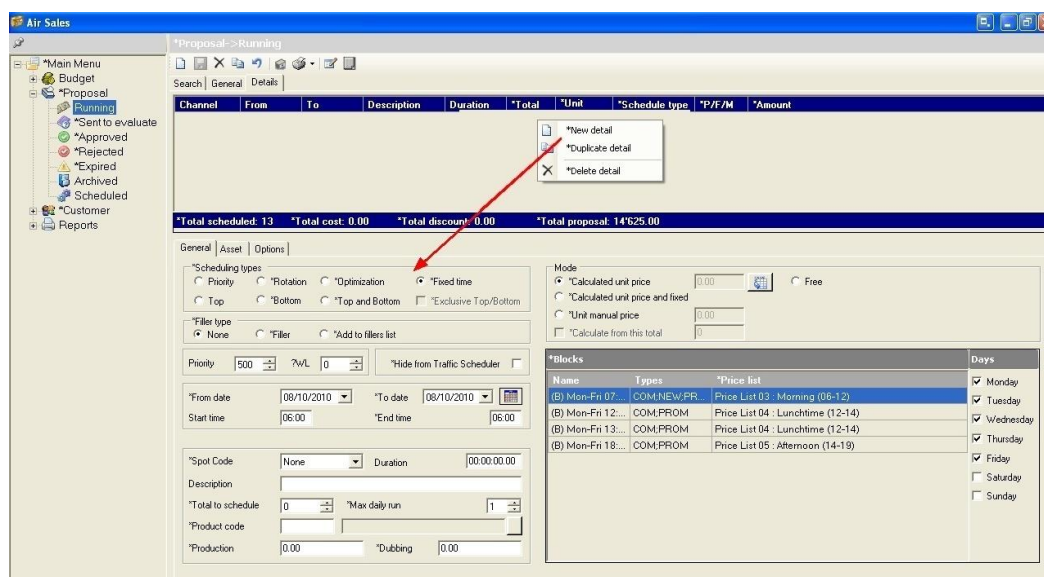 Air Sales
*Proposal->Running
*Main Menu
Budget
*Proposal
Running
*Sent to evaluate
*Approved
*Rejected
*Expired
Archived
Scheduled
*Customer
Reports
Search General Details
Channel From To Description Duration *Total *Unit *Schedule type *P/F/M *Amount
*New detail
*Duplicate detail
*Delete detail
*Total scheduled: 13 *Total cost: 0.00 *Total discount: 0.00 *Total proposal: 14'625.00
General Asset Options
*Scheduling types
Priority *Rotation *Optimization *Fixed time
Top *Bottom *Top and Bottom *Exclusive Top/Bottom
*Filler type
None *Filler *Add to fillers list
Priority 500 ?WL 0 *Hide from Traffic Scheduler
*From date 08/10/2010 *To date 08/10/2010
Start time 06:00 *End time 06:00
*Spot Code None Duration 00:00:00.00
Description
*Total to schedule 0 *Max daily run 1
*Product code
*Production 0.00 *Dubbing 0.00
Mode
*Calculated unit price 0.00 Free
*Calculated unit price and fixed
*Unit manual price 0.00
*Calculate from this total 0
*Blocks
Name Types *Price list
(B) Mon-Fri 07:... COM;NEW;PR... Price List 03 : Morning (06-12)
(B) Mon-Fri 12:... COM;PROM Price List 04 : Lunchtime (12-14)
(B) Mon-Fri 13:... COM;PROM Price List 04 : Lunchtime (12-14)
(B) Mon-Fri 18:... COM;PROM Price List 05 : Afternoon (14-19)
Days
Monday
Tuesday
Wednesday
Thursday
Friday
Saturday
Sunday